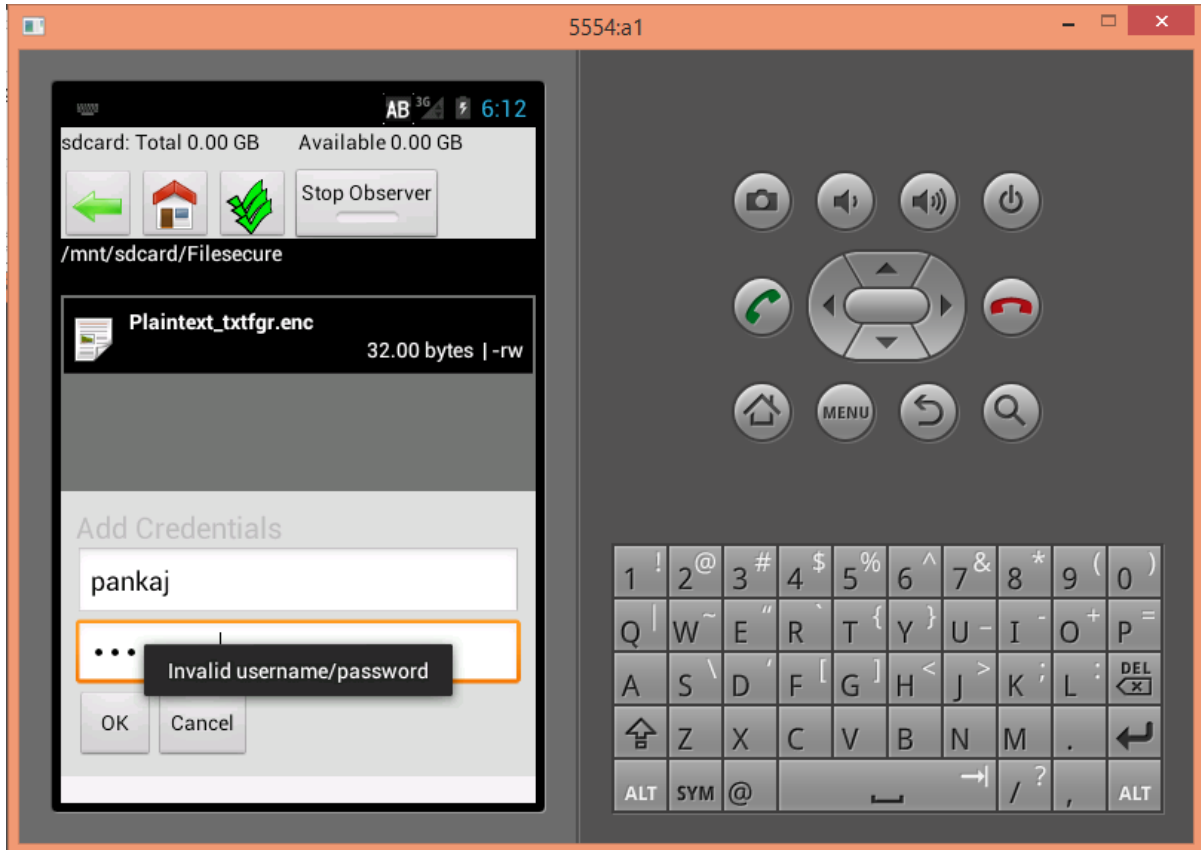 5554:a1
AB 3G 6:12
sdcard: Total 0.00 GB Available 0.00 GB
Stop Observer
/mnt/sdcard/Filesecure
Plaintext_txtfgr.enc
32.00 bytes | -rw
Add Credentials
pankaj
Invalid username/password
OK Cancel
MENU
1 ! 2 @ 3 # 4 $ 5 % 6 ^ 7 & 8 * 9 ( 0 )
Q | W ~ E " R ` T { Y } U _ I - O + P =
A S \ D ' F [ G ] H < J > K ; L : DEL
Z X C V B N M .
ALT SYM @ / ? , ALT